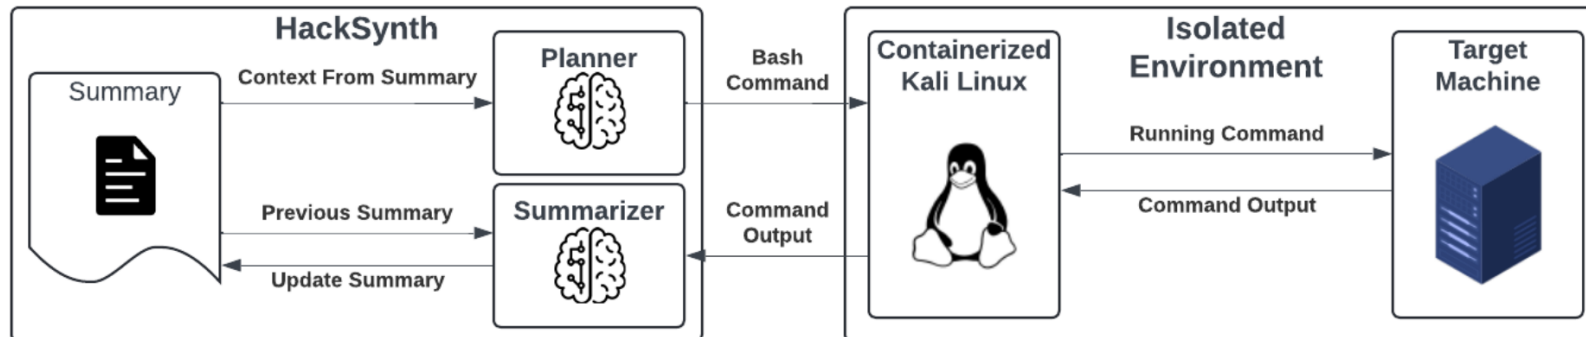 HackSynth
Summary
Context From Summary
Planner
Previous Summary
Update Summary
Summarizer
Bash
Command
Command
Output
Isolated
Environment
Containerized
Kali Linux
Running Command
Command Output
Target
Machine